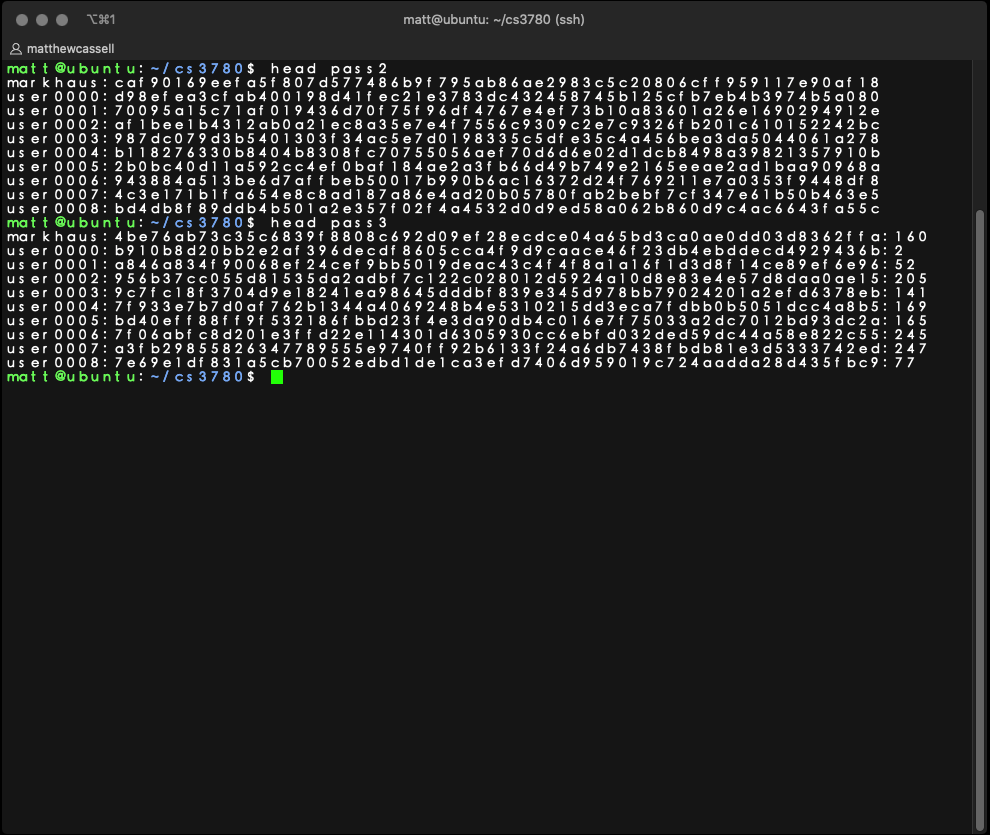 ⌥⌘1
matt@ubuntu: ~/cs3780 (ssh)
matthewcassell
matt@ubuntu:~/cs3780$ head pass2
markhaus:caf90169eefa5f807d577486b9f795ab86ae2983c5c20806cff959117e90af18
user0000:d98efea3cfab400198d41fec21e3783dc432458745b125cfb7eb4b3974b5a080
user0001:70095a15c71af019436d70f75f96df4767e4ef73b10a83601a26e1690294912e
user0002:af1bee1b4312ab0a21ec8a35e7e4f7556c9309c2e7c9326fb201c610152242bc
user0003:987dc079d3b5401303f34ac5e7d0198335c5dfe35c4a456bea3da5044061a278
user0004:b118276330b8404b8308fc70755056aef70d6d6e02d1dcb8498a39821357910b
user0005:2b0bc40d11a592cc4ef0baf184ae2a3fb66d49b749e2165eeae2ad1baa90968a
user0006:943884a513be6d7affbeb50017b990b6ac16372d24f769211e7a0353f9448df8
user0007:4c3e171b1fa654e8c8ad187a86e4ad20b05780fab2bebf7cf347e61b50b463e5
user0008:bd4db8f89ddb4b501a2e357f02f4a4532d0d9ed58a062b860d9c4ac6643fa55c
matt@ubuntu:~/cs3780$ head pass3
markhaus:4be76ab73c35c6839f8808c692d09ef28ecdce04a65bd3ca0ae0dd03d8362ffa:160
user0000:b910b8d20bb2e2af396decdf8605cca4f9d9caace46f23db4ebddecd4929436b:2
user0001:a846a834f90068ef24cef9bb5019deac43c4f4f8a1a16f1d3d8f14ce89ef6e96:52
user0002:956b37cc055d81535da2adbf7c122c028012d5924a10d8e83e4e57d8daa0ae15:205
user0003:9c7fc18f3704d9e18241ea98645dddbf839e345d978bb79024201a2efd6378eb:141
user0004:7f933e7b7d0af762b1344a4069248b4e5310215dd3eca7fdbb0b5051dcc4a8b5:169
user0005:bd40eff88ff9f532186fbbd23f4e3da90db4c016e7f75033a2dc7012bd93dc2a:165
user0006:7f06abfc8d201e3ffd22e114301d6305930cc6ebfd032ded59dc44a58e822c55:245
user0007:a3fb29855826347789555e9740ff92b6133f24a6db7438fbdb81e3d5333742ed:247
user0008:7e69e1df831a5cb70052edbd1de1ca3efd7406d959019c724aadda28d435fbc9:77
matt@ubuntu:~/cs3780$